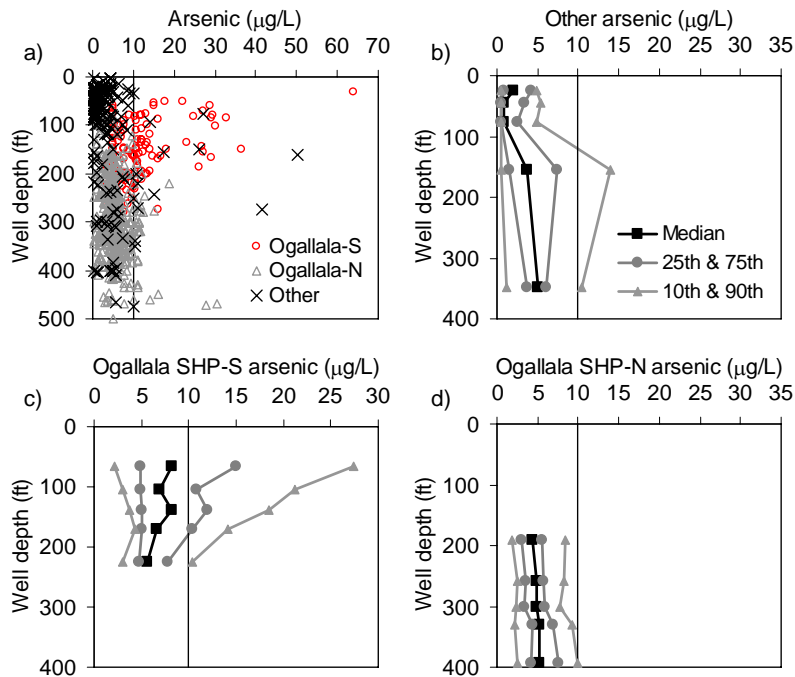 a)
Arsenic (µg/L)
0 10 20 30 40 50 60 70
Well depth (ft)
0
100
200
300
400
500
Ogallala-S
Ogallala-N
Other
b)
Other arsenic (µg/L)
0 5 10 15 20 25 30 35
Well depth (ft)
0
100
200
300
400
Median
25th & 75th
10th & 90th
c)
Ogallala SHP-S arsenic (µg/L)
0 5 10 15 20 25 30
Well depth (ft)
0
100
200
300
400
d)
Ogallala SHP-N arsenic (µg/L)
0 5 10 15 20 25 30 35
Well depth (ft)
0
100
200
300
400